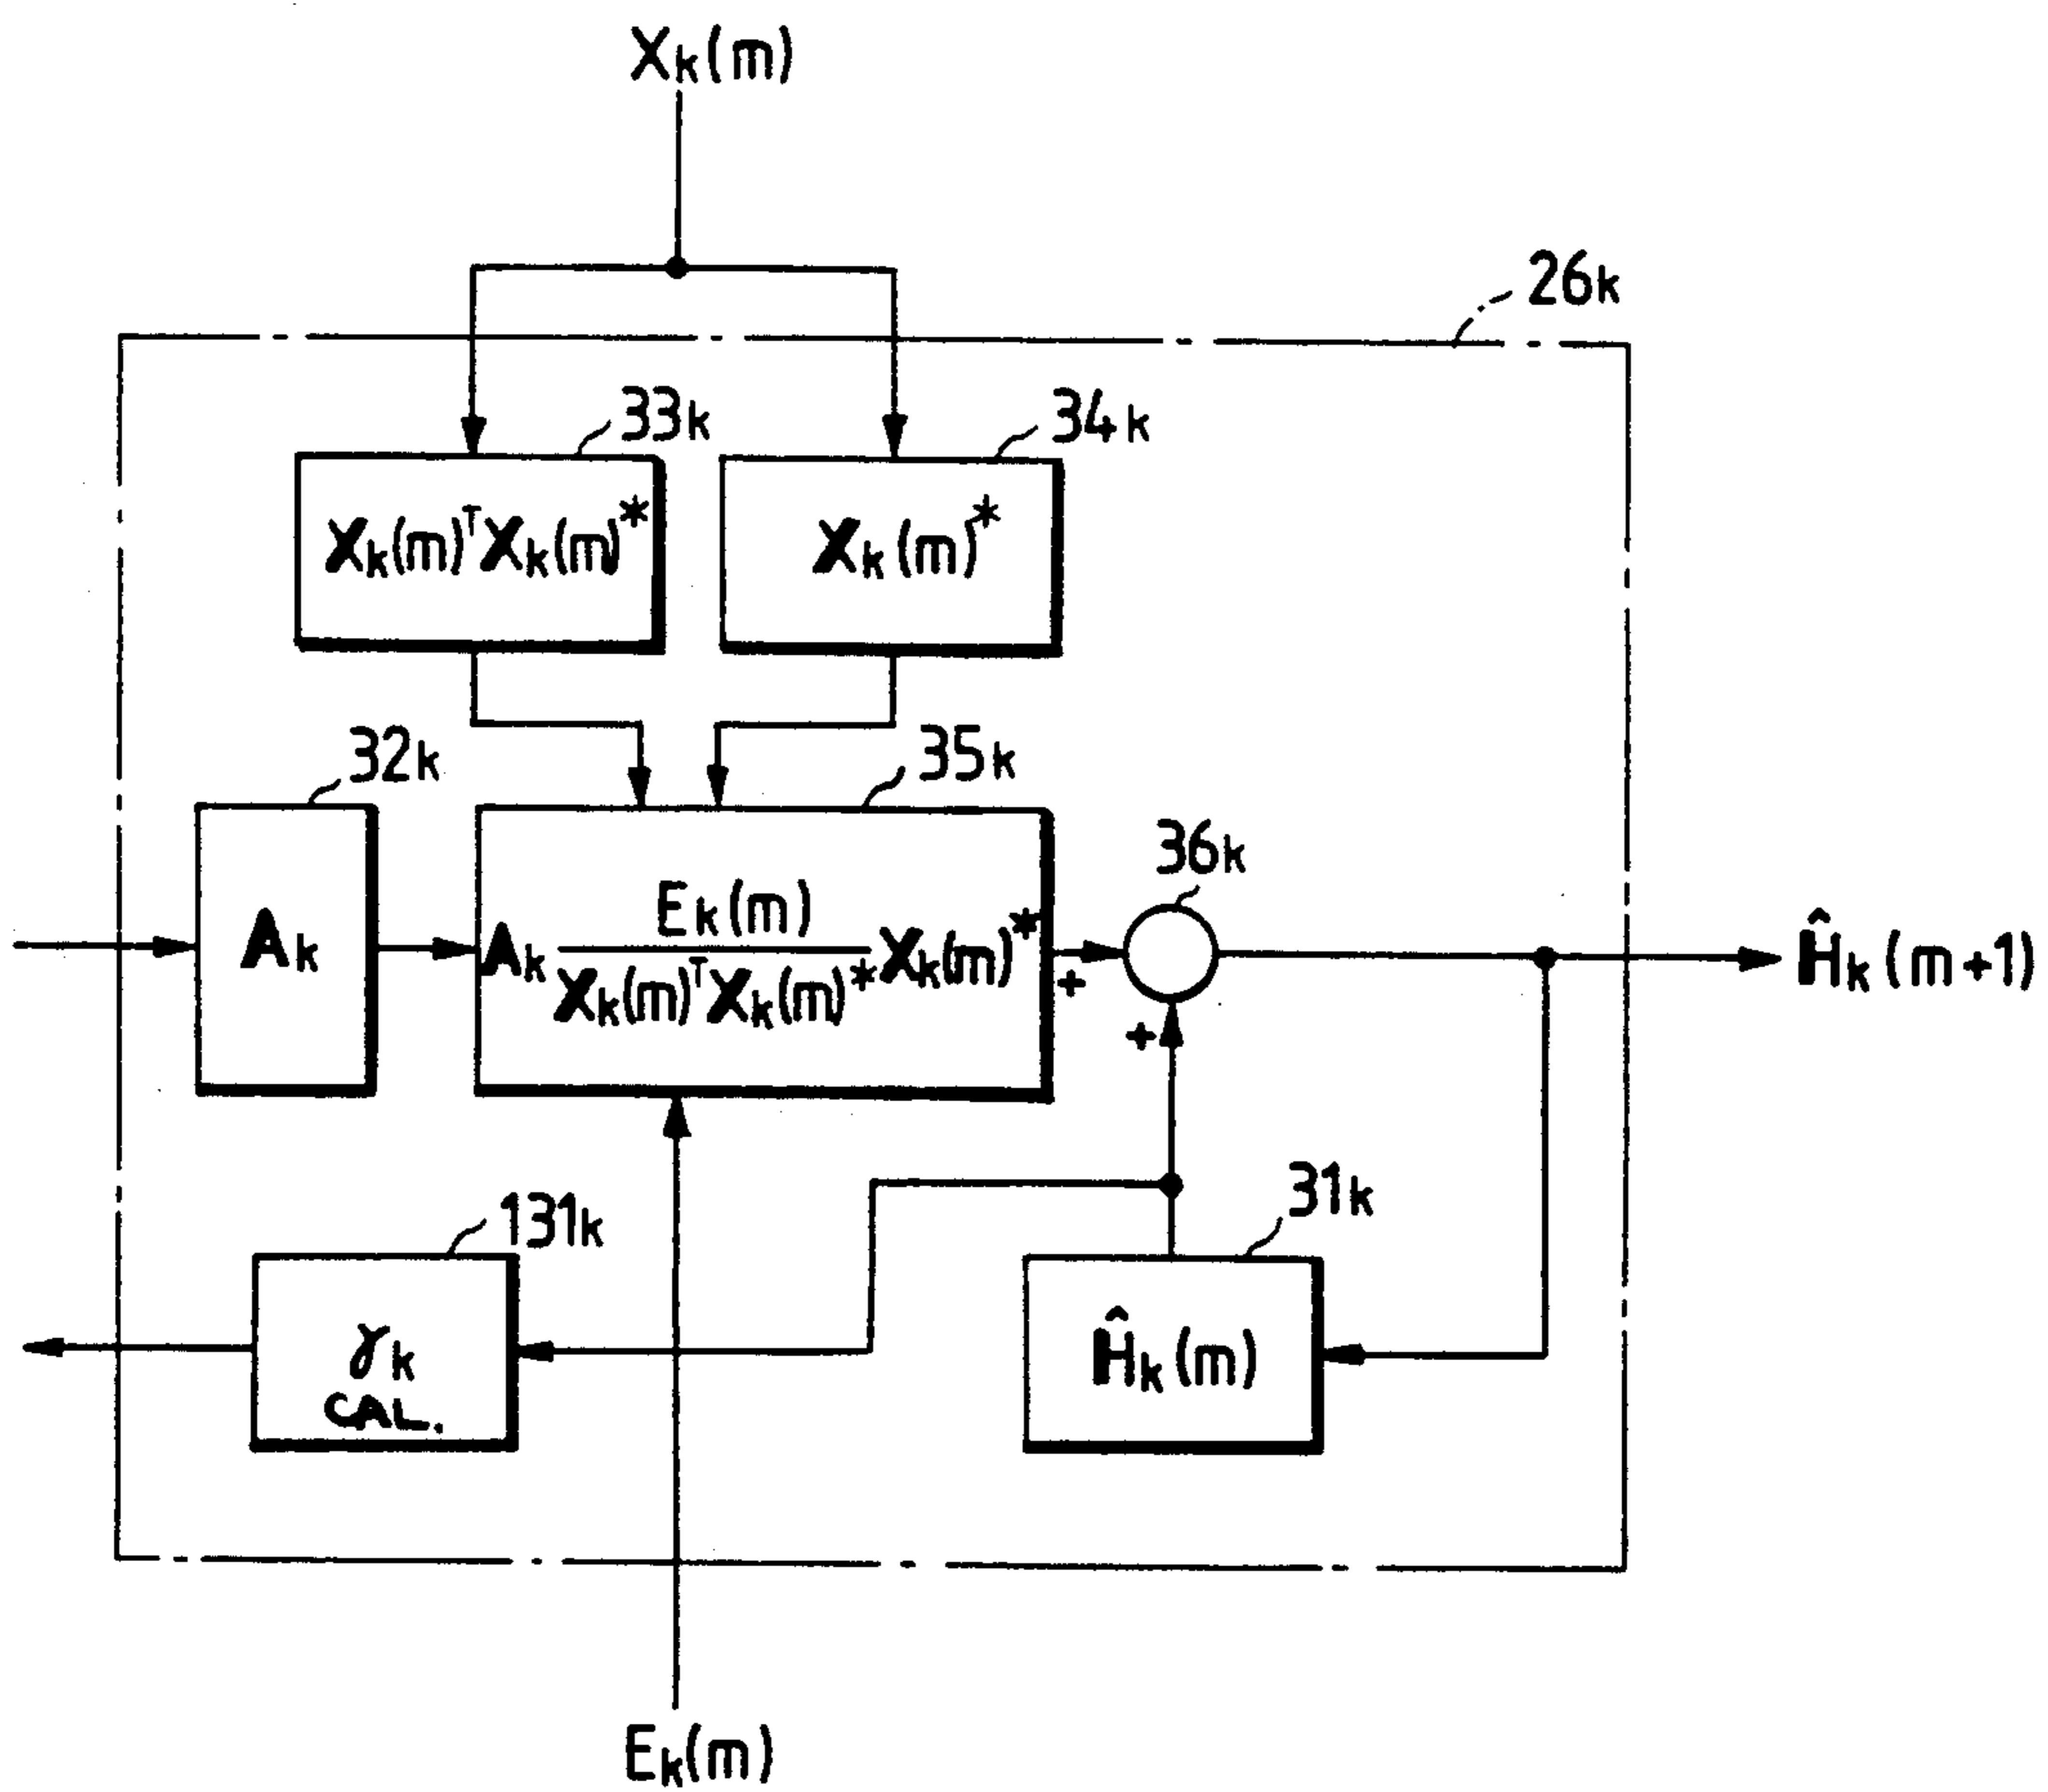 Xk(m)
26k
33k
34k
Xk(m)ᵀXk(m)*
Xk(m)*
32k
35k
36k
Ak
Ak Ek(m) / Xk(m)ᵀXk(m)* Xk(m)*
+
+
Ĥk(m+1)
131k
31k
γk
CAL.
Ĥk(m)
Ek(m)